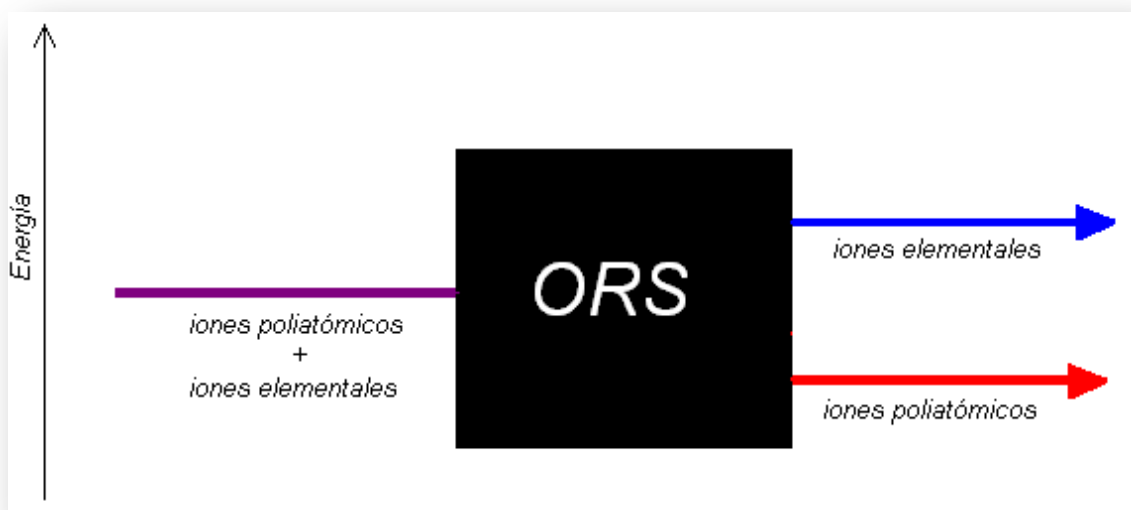 Energía
iones poliatómicos
+
iones elementales
ORS
iones elementales
iones poliatómicos